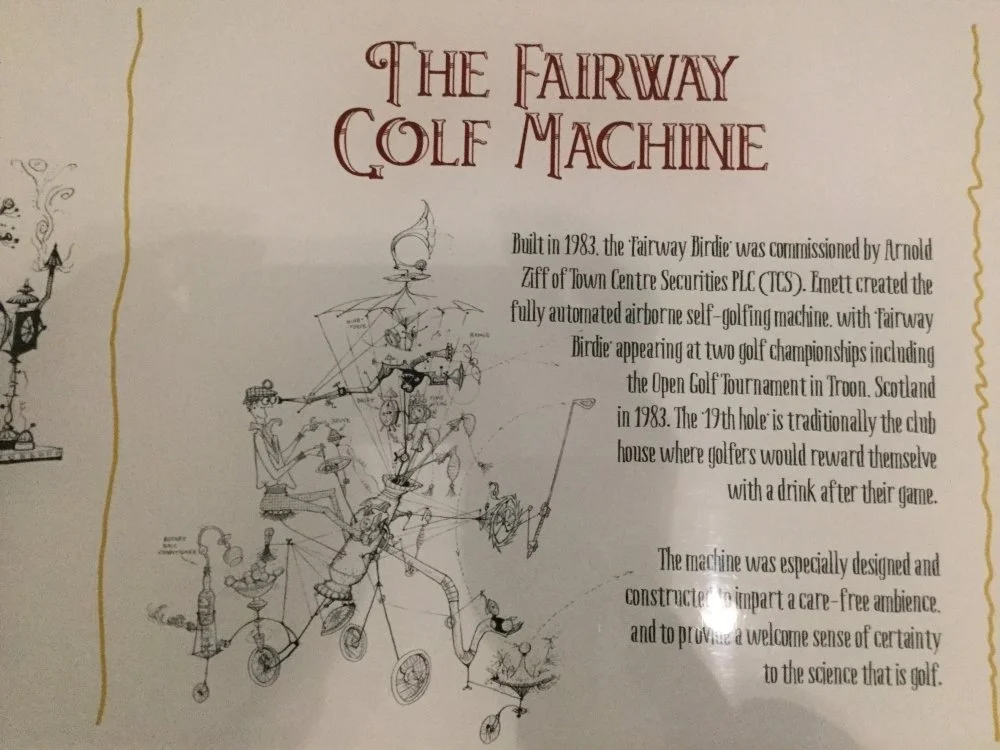 THE FAIRWAY
GOLF MACHINE
Built in 1983, the 'Fairway Birdie' was commissioned by Arnold
Ziff of Town Centre Securities PLC (TCS). Emett created the
fully automated airborne self-golfing machine, with 'Fairway
Birdie' appearing at two golf championships including
the Open Golf Tournament in Troon, Scotland
in 1983. The '19th hole' is traditionally the club
house where golfers would reward themselve
with a drink after their game.
The machine was especially designed and
constructed to impart a care-free ambience,
and to provide a welcome sense of certainty
to the science that is golf.